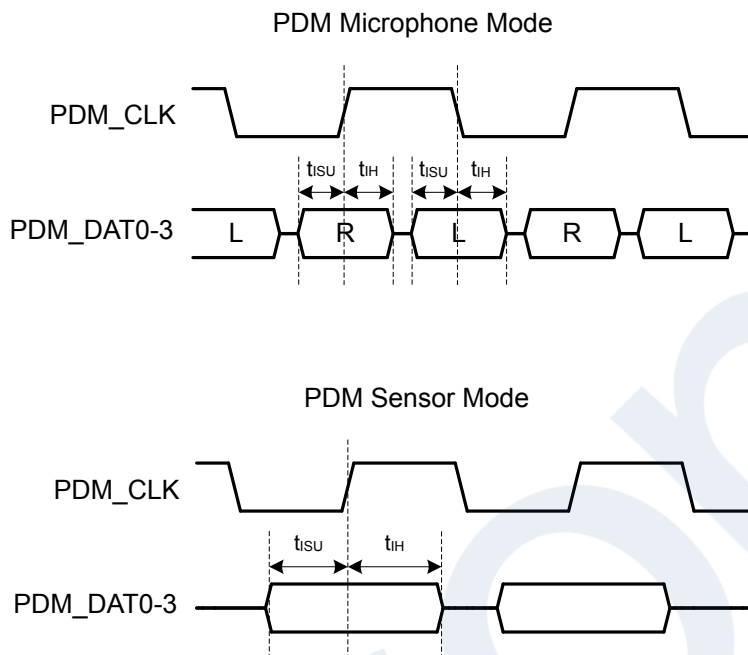 PDM Microphone Mode
PDM_CLK
tISU tIH tISU tIH
PDM_DAT0-3 L R L R L
PDM Sensor Mode
PDM_CLK
tISU tIH
PDM_DAT0-3